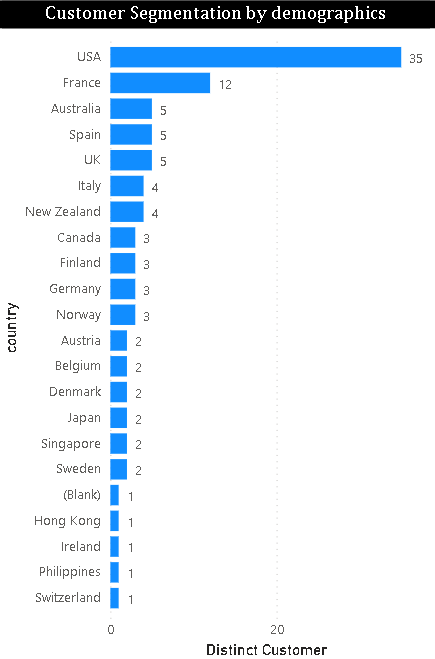 Customer Segmentation by demographics
USA 35
France 12
Australia 5
Spain 5
UK 5
Italy 4
New Zealand 4
Canada 3
Finland 3
Germany 3
Norway 3
Austria 2
Belgium 2
Denmark 2
Japan 2
Singapore 2
Sweden 2
(Blank) 1
Hong Kong 1
Ireland 1
Philippines 1
Switzerland 1
country
0 20
Distinct Customer